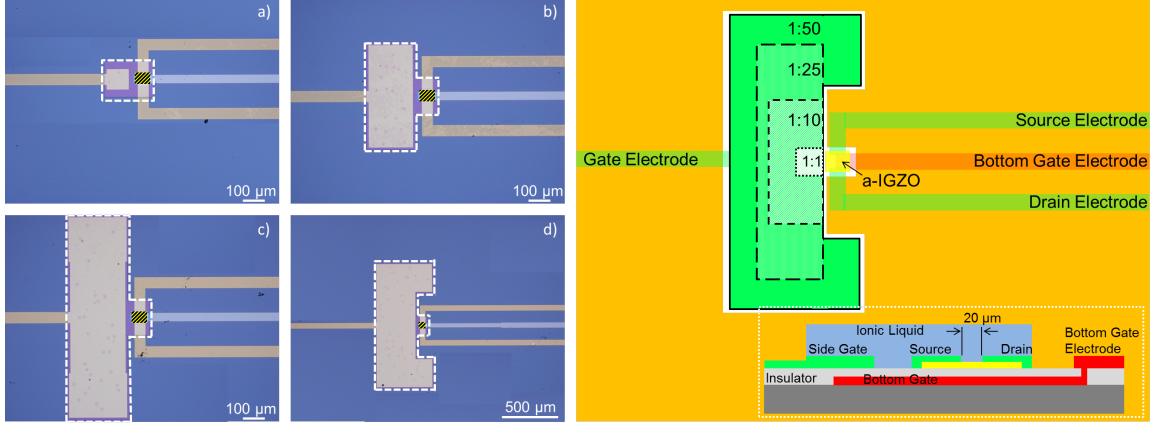 a)
100 µm
b)
100 µm
c)
100 µm
d)
500 µm
1:50
1:25
1:10
1:1
Source Electrode
Gate Electrode
Bottom Gate Electrode
a-IGZO
Drain Electrode
20 µm
Ionic Liquid
Bottom Gate
Electrode
Side Gate
Source
Drain
Insulator
Bottom Gate